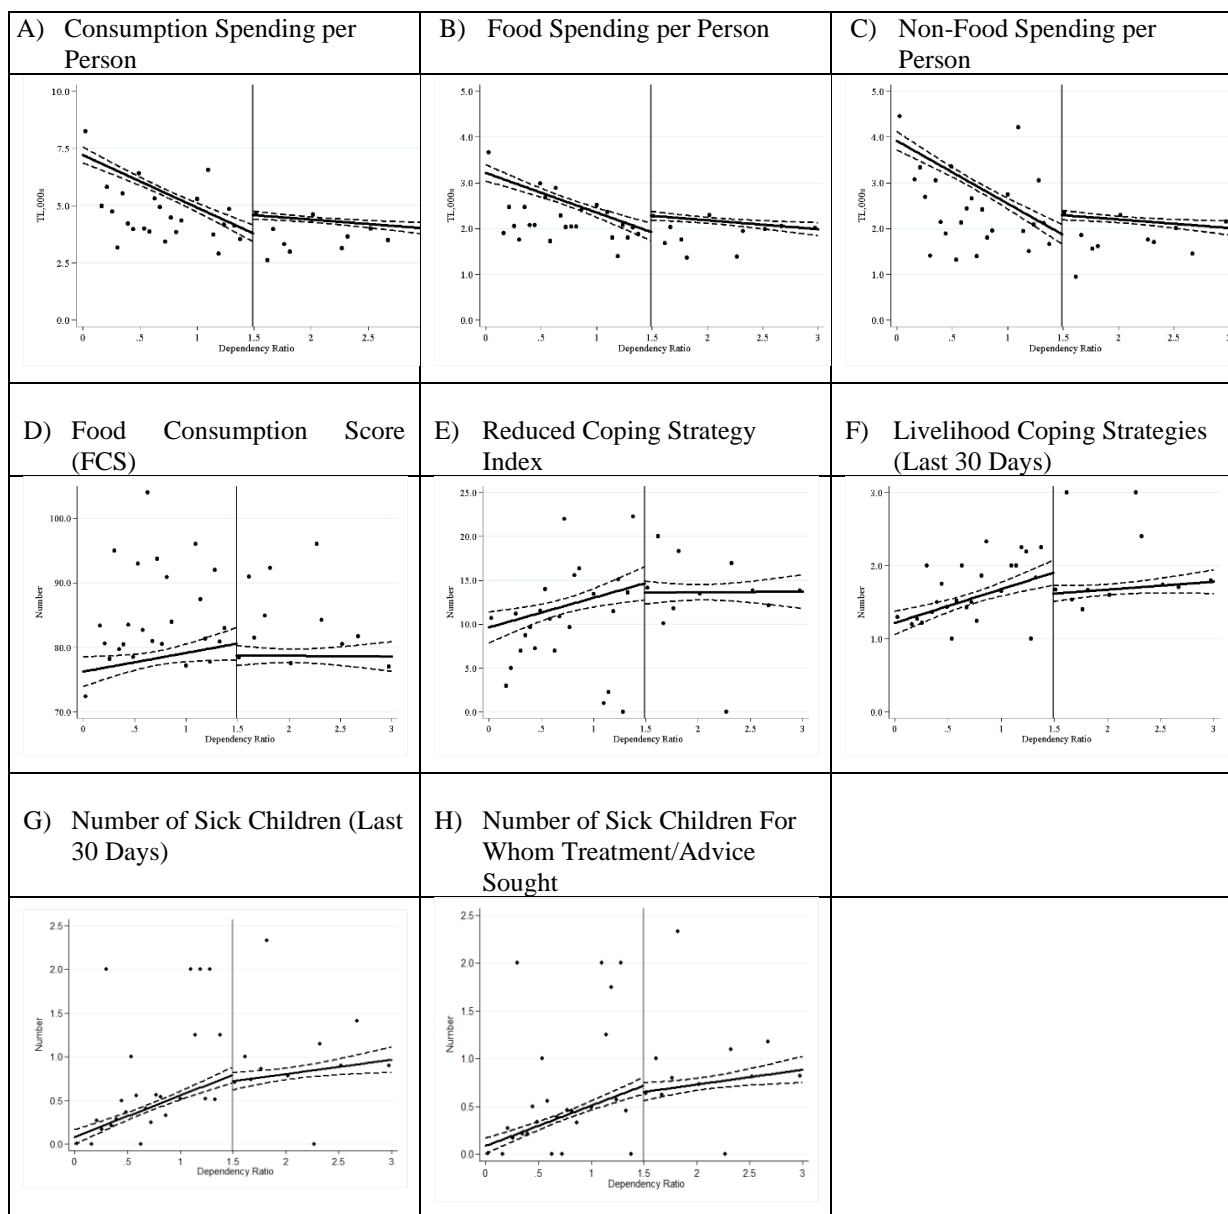 A) Consumption Spending per
Person
B) Food Spending per Person
C) Non-Food Spending per
Person
10.0
7.5
5.0
2.5
0.0
TL,000s
0 .5 1 1.5 2 2.5
Dependency Ratio
5.0
4.0
3.0
2.0
1.0
0.0
TL,000s
0 .5 1 1.5 2 2.5 3
Dependency Ratio
5.0
4.0
3.0
2.0
1.0
0.0
TL,000s
0 .5 1 1.5 2 2.5 3
Dependency Ratio
D) Food Consumption Score
(FCS)
E) Reduced Coping Strategy
Index
F) Livelihood Coping Strategies
(Last 30 Days)
100.0
90.0
80.0
70.0
Number
0 .5 1 1.5 2 2.5 3
Dependency Ratio
25.0
20.0
15.0
10.0
5.0
0.0
Number
0 .5 1 1.5 2 2.5 3
Dependency Ratio
3.0
2.0
1.0
0.0
Number
0 .5 1 1.5 2 2.5 3
Dependency Ratio
G) Number of Sick Children (Last
30 Days)
H) Number of Sick Children For
Whom Treatment/Advice
Sought
2.5
2.0
1.5
1.0
0.5
0.0
Number
0 .5 1 1.5 2 2.5 3
Dependency Ratio
2.5
2.0
1.5
1.0
0.5
0.0
Number
0 .5 1 1.5 2 2.5 3
Dependency Ratio